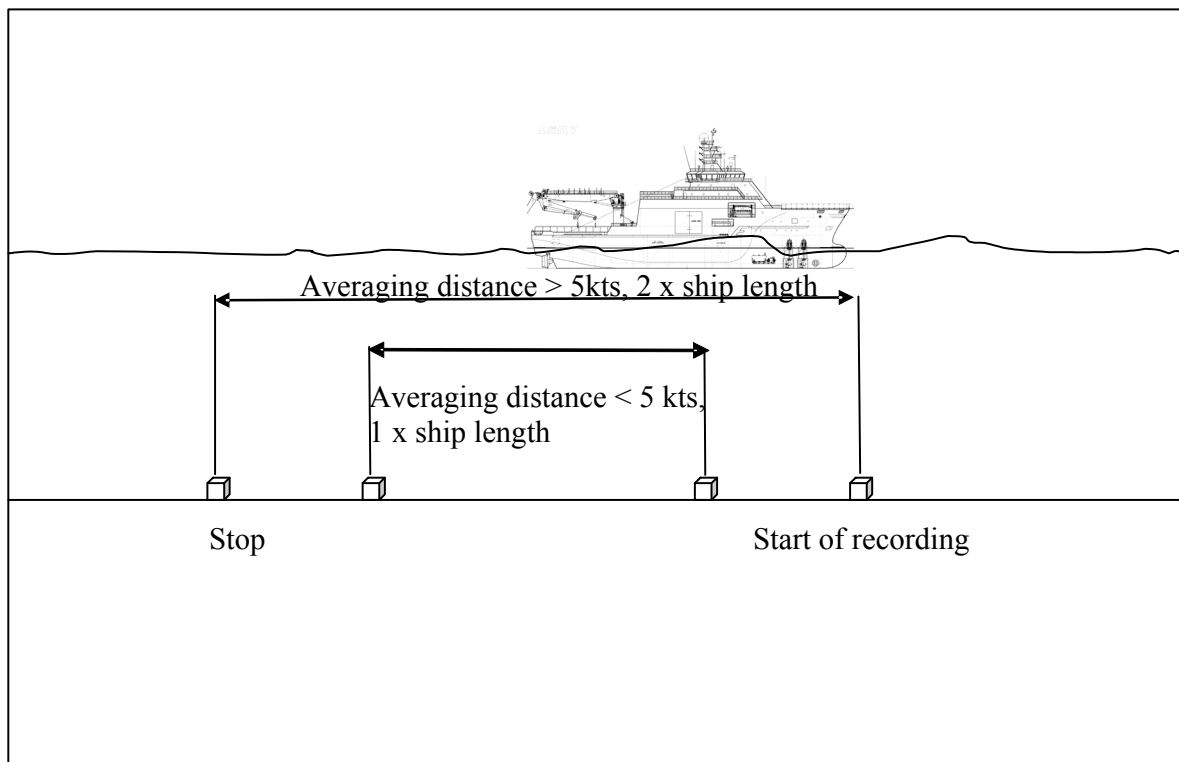 Averaging distance > 5kts, 2 x ship length
Averaging distance < 5 kts,
1 x ship length
Stop
Start of recording